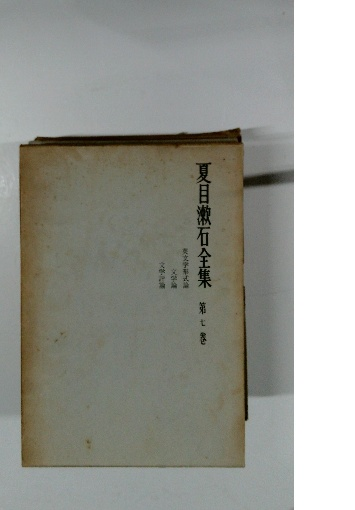 夏目漱石全集 第七巻
英文学形式論
文学論
文学評論